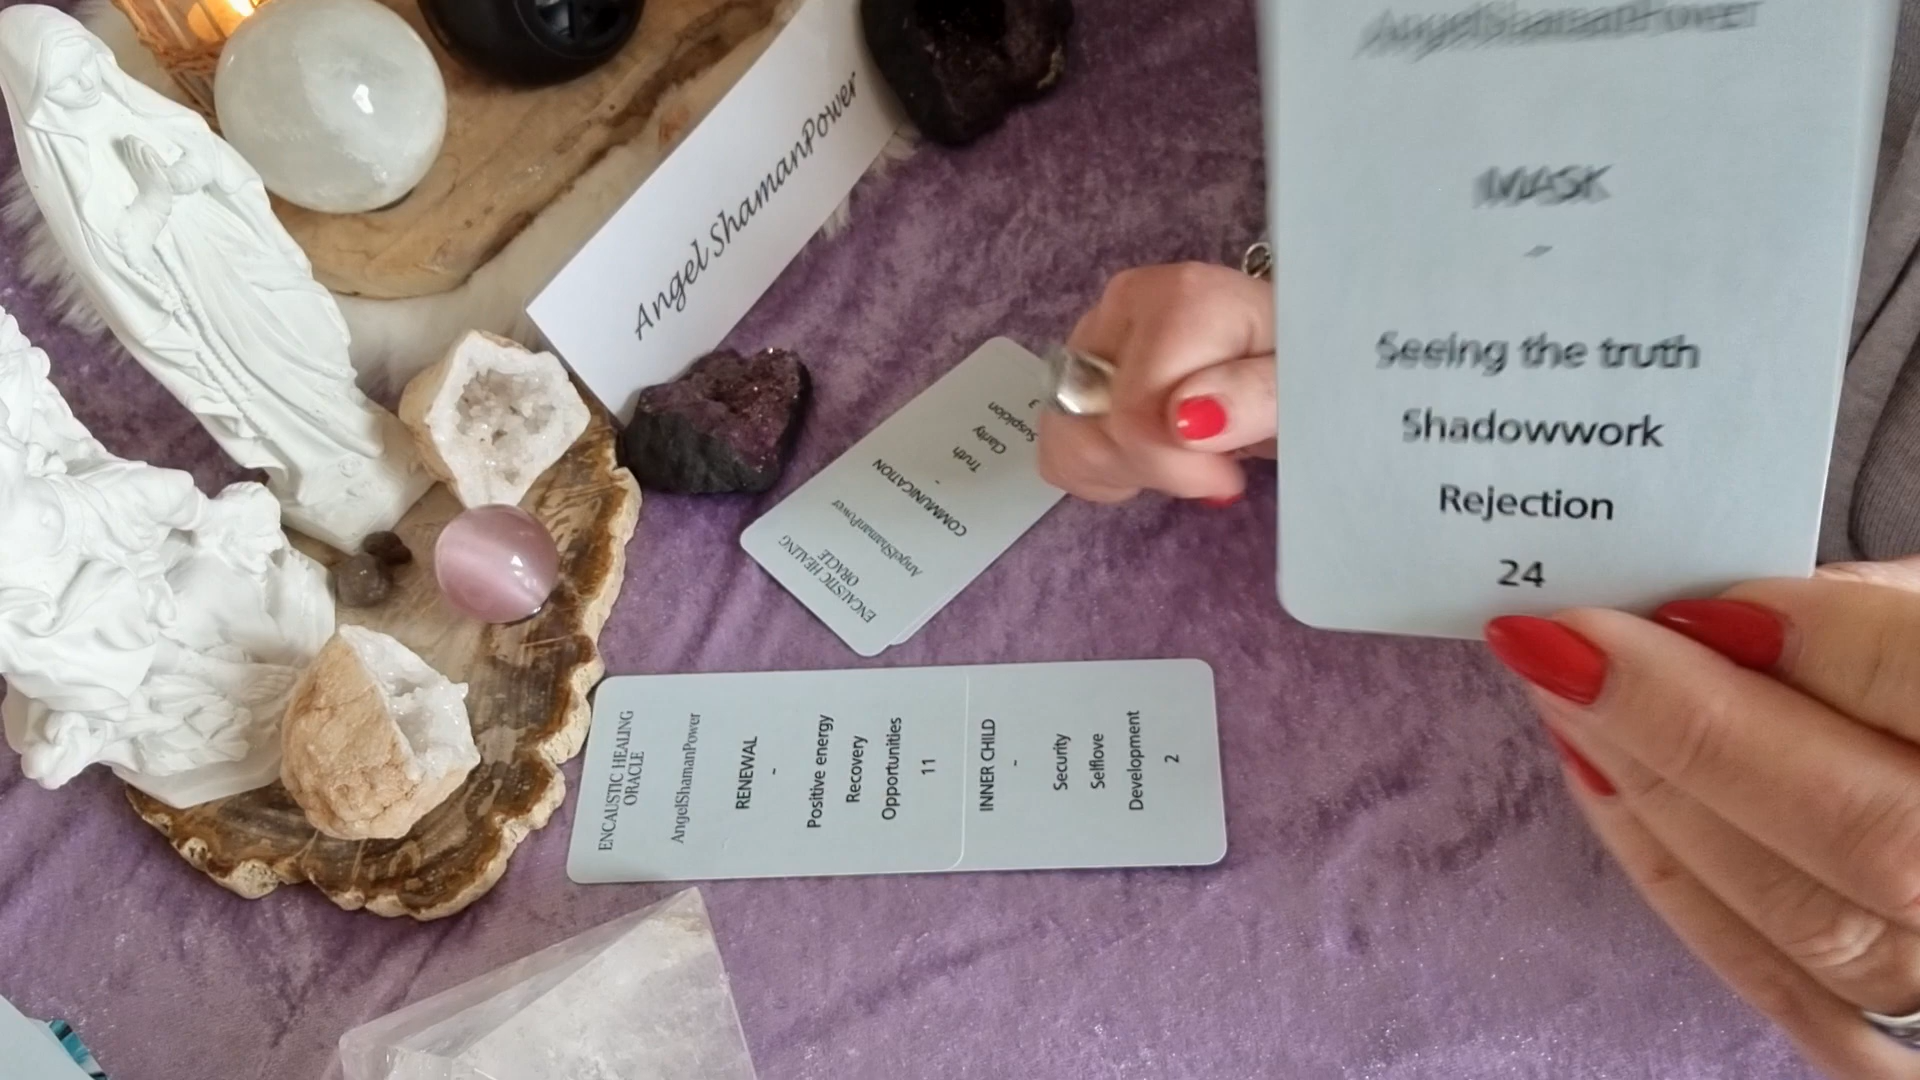 AngelShamanPower
AngelShamanPower
MASK
-
Seeing the truth
Shadowwork
Rejection
24
ENCAUSTIC HEALING
ORACLE
AngelShamanPower
COMMUNICATION
-
Truth
Clarity
Suspicion
3
ENCAUSTIC HEALING
ORACLE
AngelShamanPower
RENEWAL
-
Positive energy
Recovery
Opportunities
11
INNER CHILD
-
Security
Selflove
Development
2